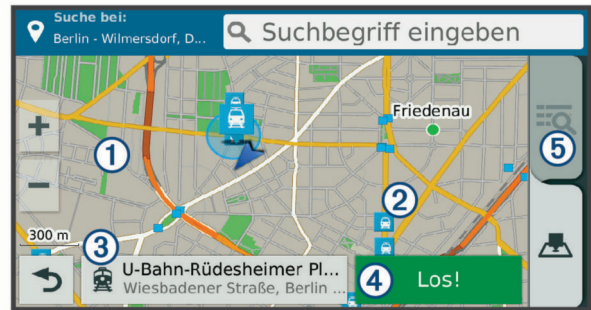 Suche bei:
Berlin - Wilmersdorf, D...
Suchbegriff eingeben
+
Friedenau
1
5
−
2
300 m
3
U-Bahn-Rüdesheimer Pl...
Wiesbadener Straße, Berlin ...
4
Los!